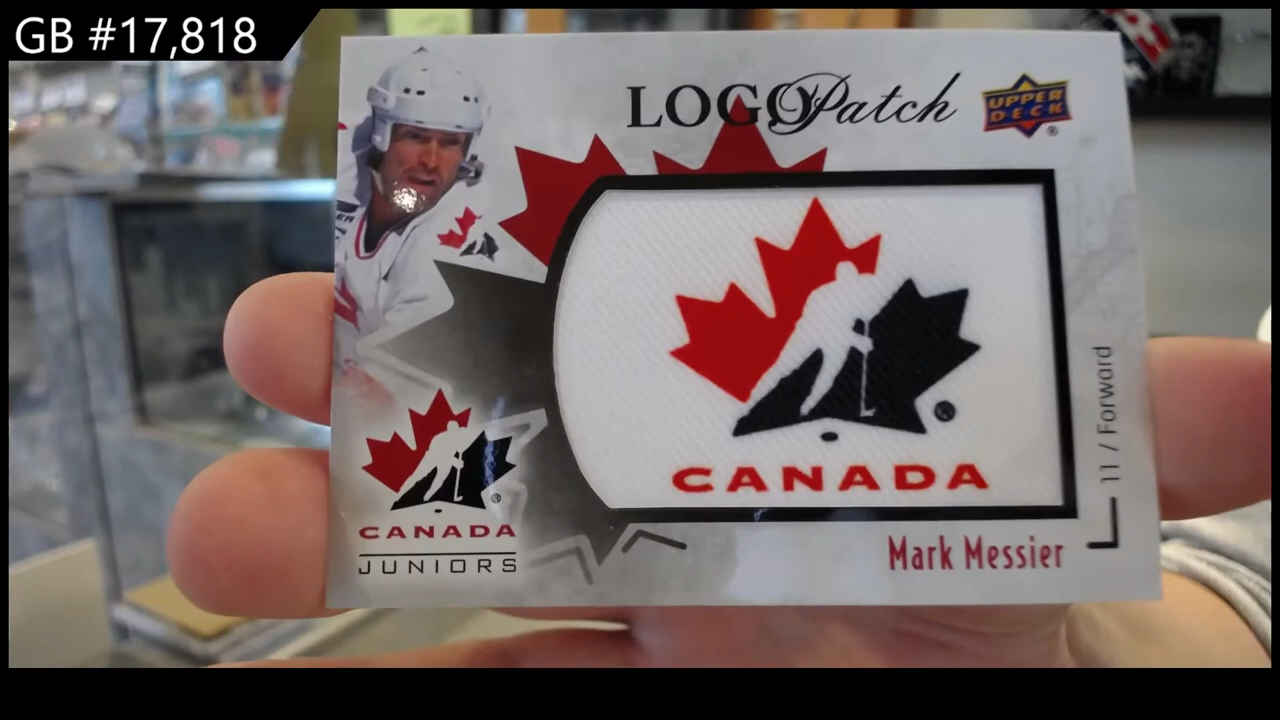 GB #17,818
LOGO Patch
UPPER
DECK
®
®
CANADA
11 / Forward
®
CANADA
JUNIORS
Mark Messier